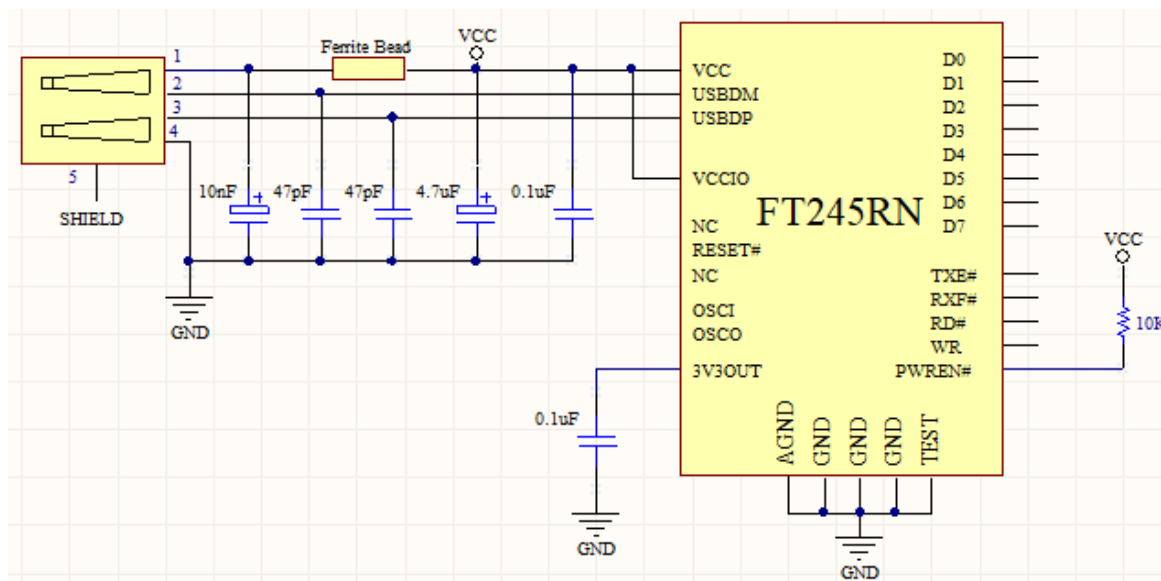 1
2
3
4
5
SHIELD
Ferrite Bead
VCC
10nF
47pF
47pF
4.7uF
0.1uF
+
+
GND
VCC
USBDM
USBDP
VCCIO
NC
RESET#
NC
OSCI
OSCO
3V3OUT
FT245RN
D0
D1
D2
D3
D4
D5
D6
D7
TXE#
RXF#
RD#
WR
PWREN#
AGND
GND
GND
GND
TEST
0.1uF
GND
GND
VCC
10K